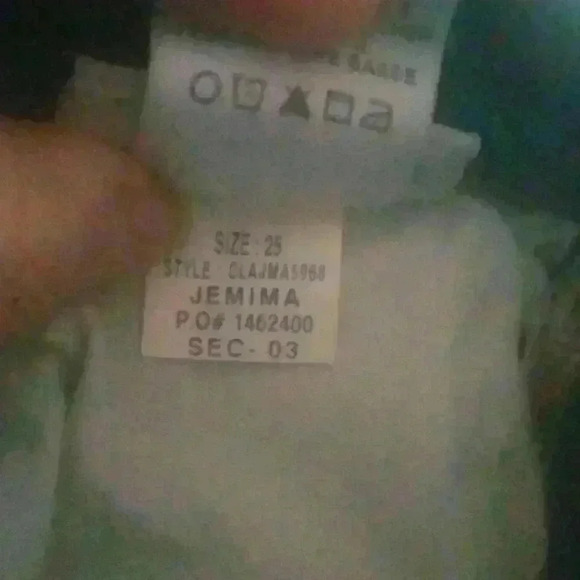 SIZE : 25
STYLE : CLAJMA5968
JEMIMA
P.O# 1462400
SEC- 03